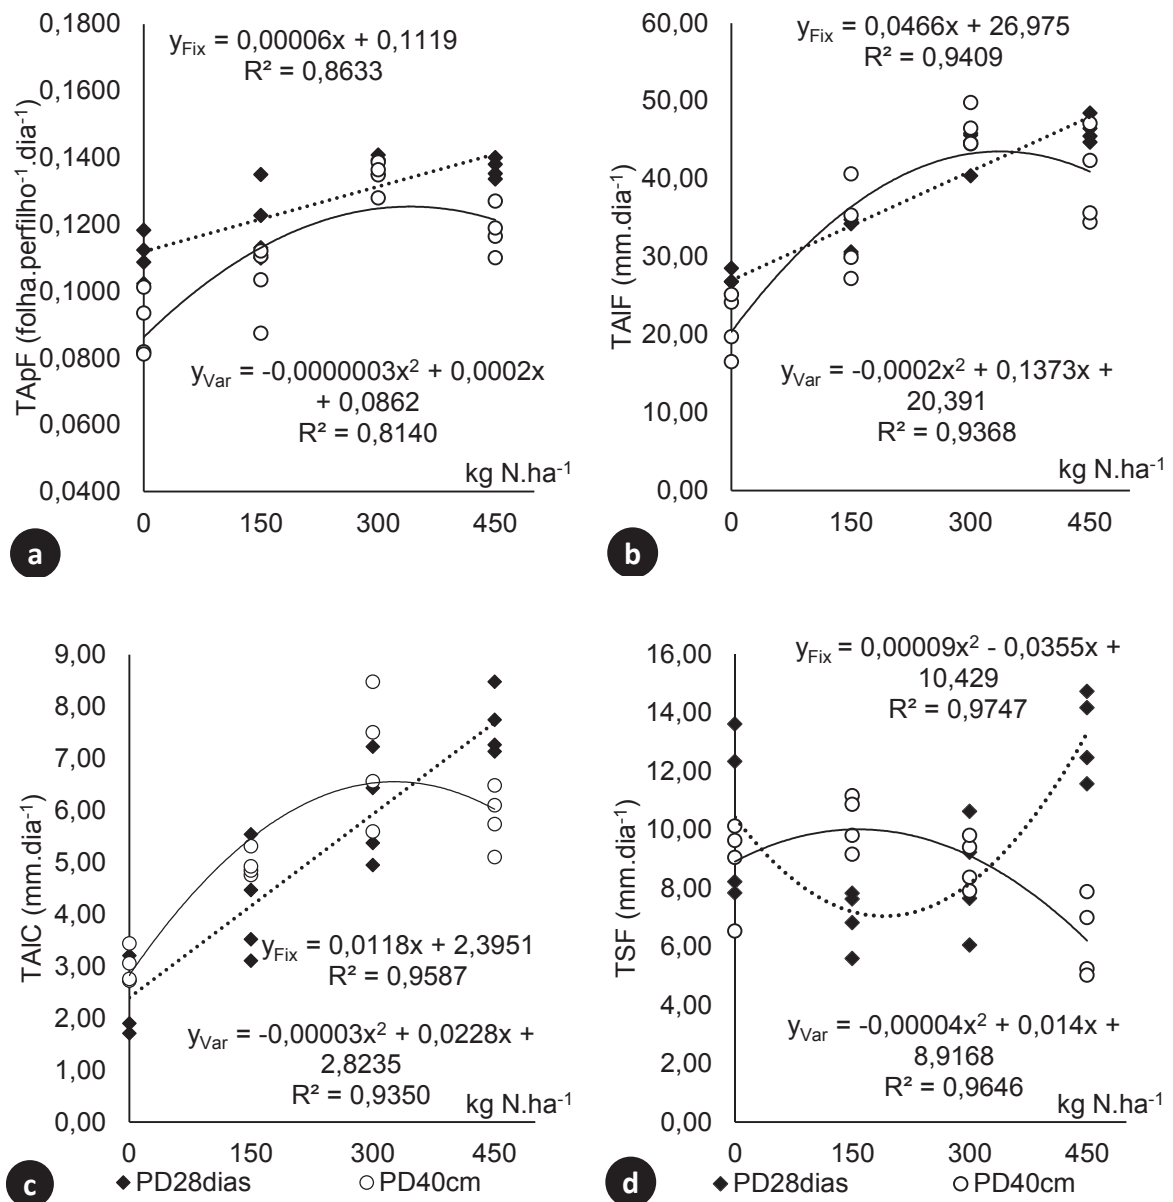 0,1800
0,1600
0,1400
0,1200
0,1000
0,0800
0,0600
0,0400
TApF (folha.perfilho⁻¹.dia⁻¹)
y_Fix = 0,00006x + 0,1119
R² = 0,8633
y_Var = -0,0000003x² + 0,0002x
+ 0,0862
R² = 0,8140
kg N.ha⁻¹
0 150 300 450
a
60,00
50,00
40,00
30,00
20,00
10,00
0,00
TAlF (mm.dia⁻¹)
y_Fix = 0,0466x + 26,975
R² = 0,9409
y_Var = -0,0002x² + 0,1373x +
20,391
R² = 0,9368
kg N.ha⁻¹
0 150 300 450
b
9,00
8,00
7,00
6,00
5,00
4,00
3,00
2,00
1,00
0,00
TAlC (mm.dia⁻¹)
y_Fix = 0,0118x + 2,3951
R² = 0,9587
y_Var = -0,00003x² + 0,0228x +
2,8235
R² = 0,9350
kg N.ha⁻¹
0 150 300 450
c
PD28dias PD40cm
16,00
14,00
12,00
10,00
8,00
6,00
4,00
2,00
0,00
TSF (mm.dia⁻¹)
y_Fix = 0,00009x² - 0,0355x +
10,429
R² = 0,9747
y_Var = -0,00004x² + 0,014x +
8,9168
R² = 0,9646
kg N.ha⁻¹
0 150 300 450
d
PD28dias PD40cm